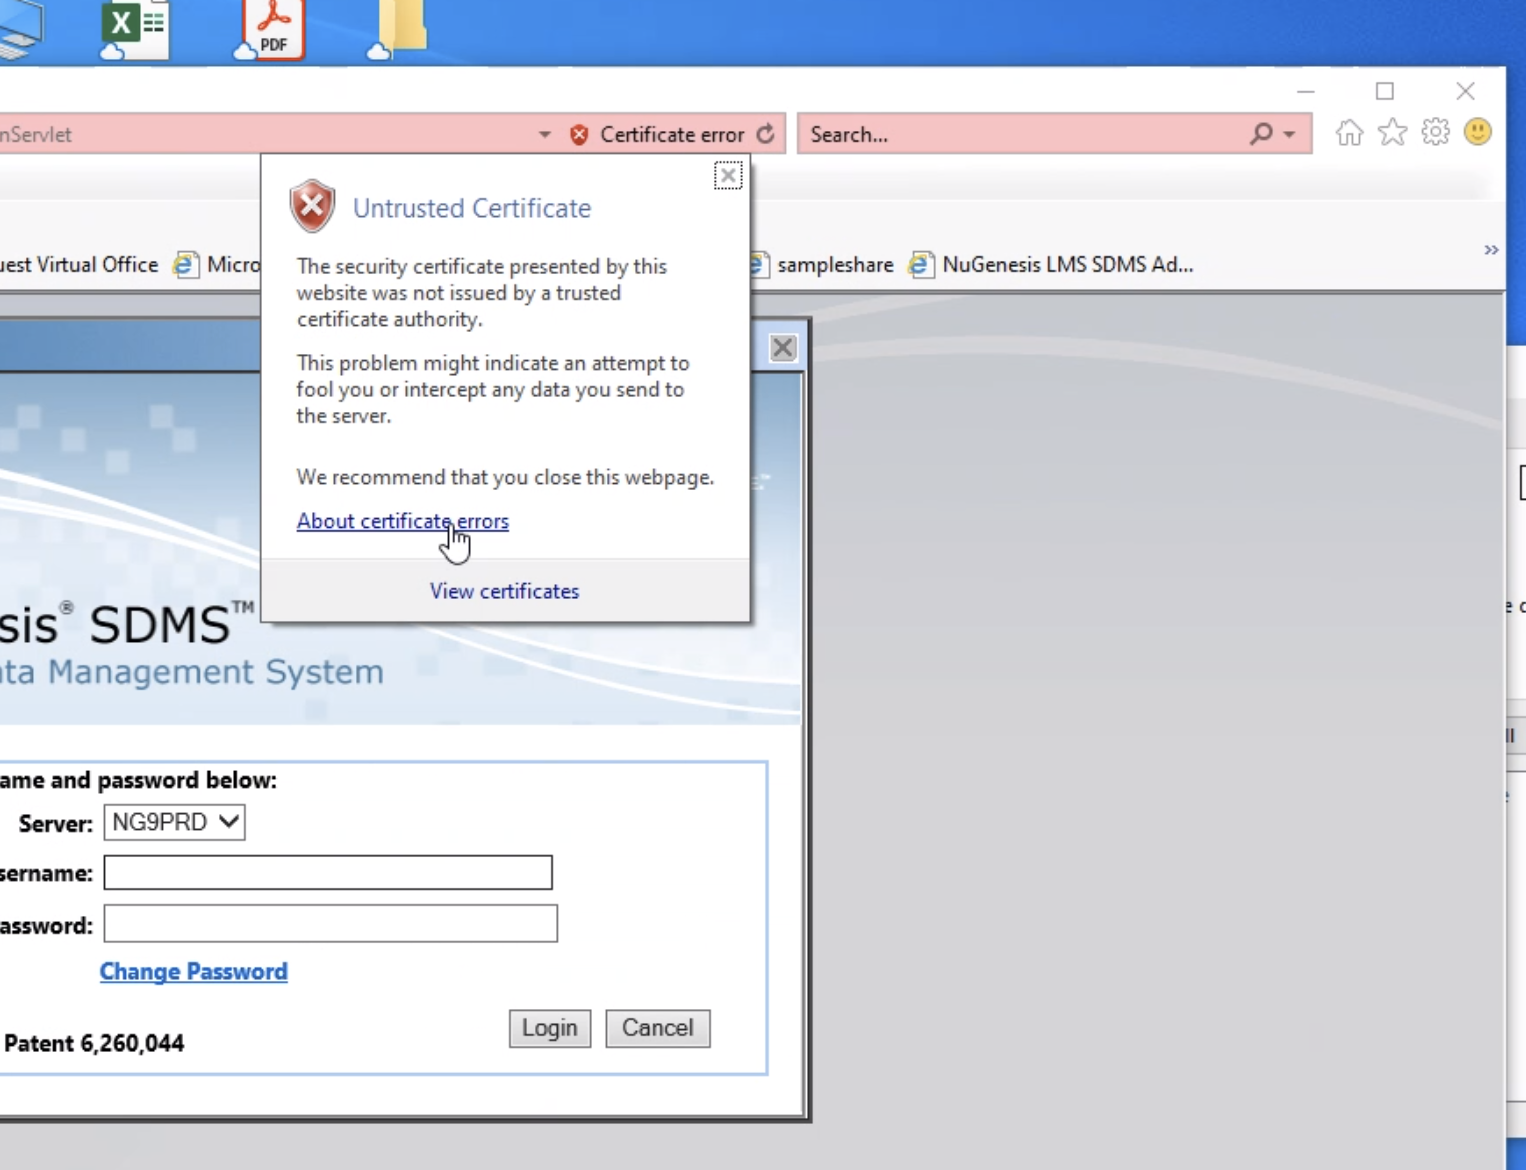 PDF
nServlet
Certificate error
Search...
Untrusted Certificate
The security certificate presented by this
website was not issued by a trusted
certificate authority.
This problem might indicate an attempt to
fool you or intercept any data you send to
the server.
We recommend that you close this webpage.
About certificate errors
View certificates
uest Virtual Office
Micro
sampleshare
NuGenesis LMS SDMS Ad...
sis® SDMS™
ta Management System
ame and password below:
Server: NG9PRD
sername:
assword:
Change Password
Login Cancel
Patent 6,260,044